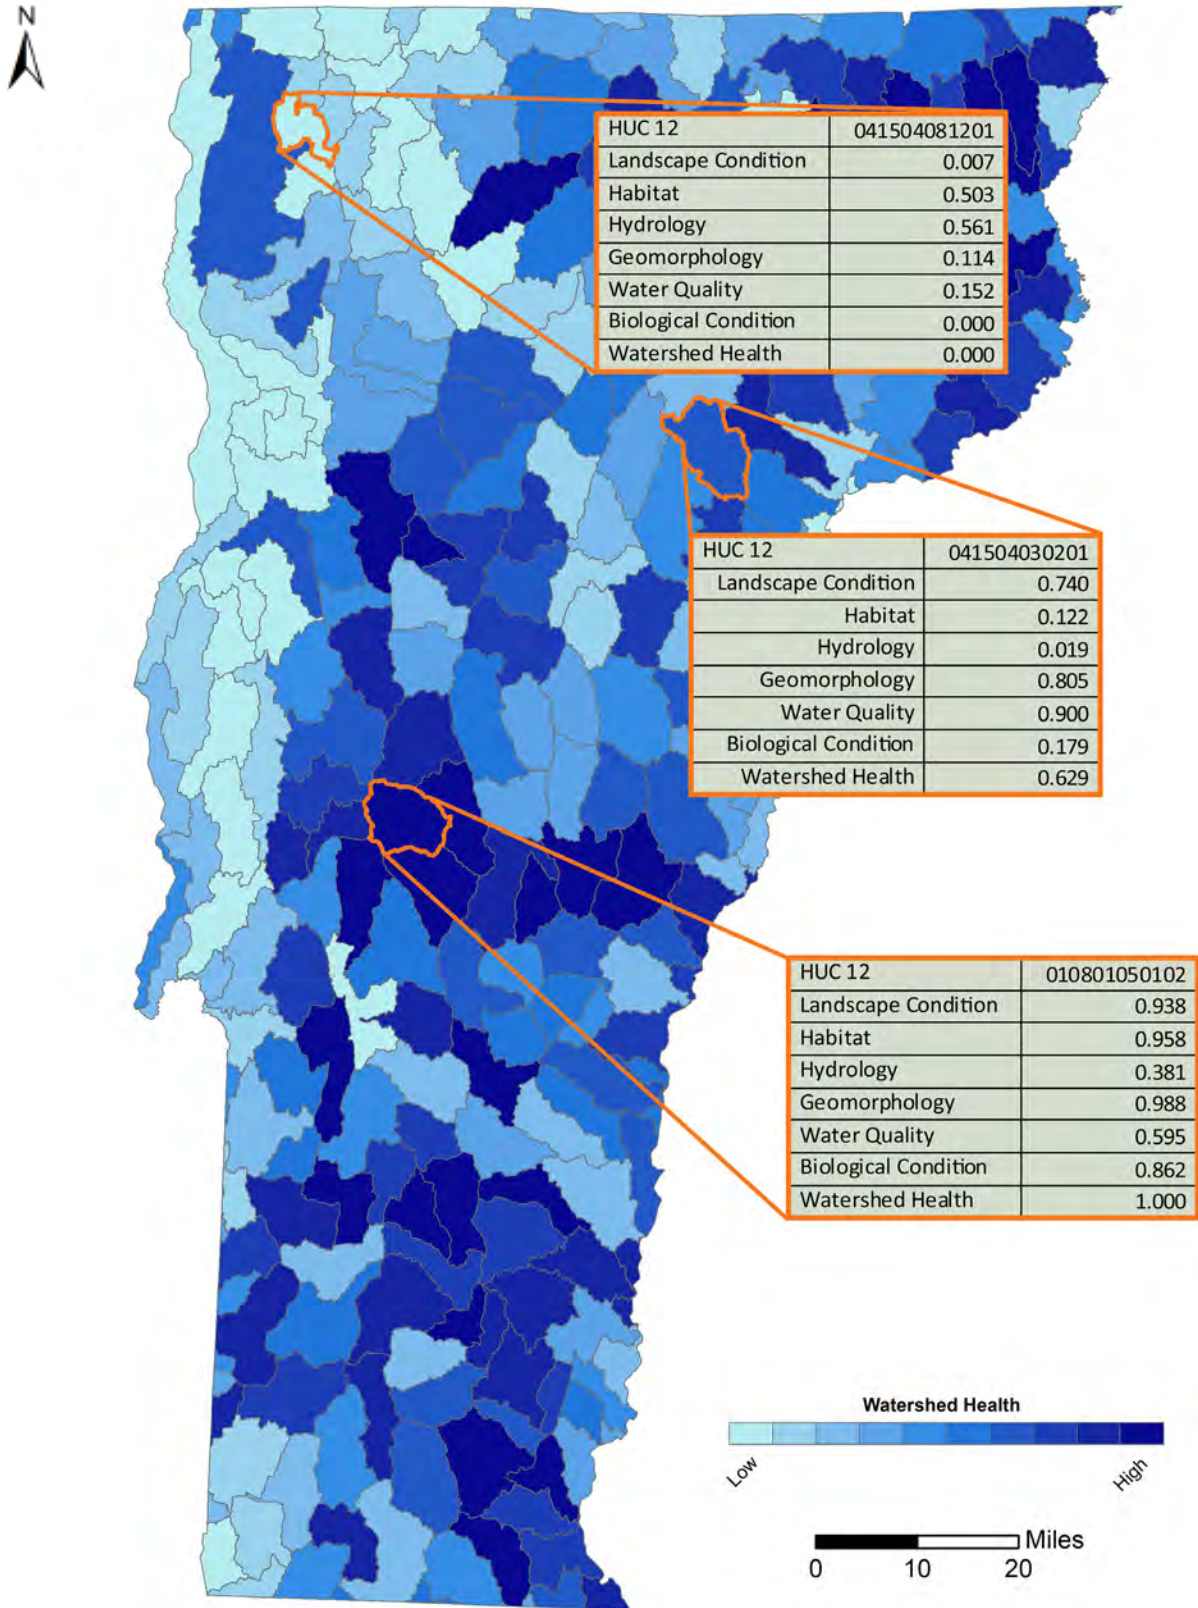 N
HUC 12 041504081201
Landscape Condition 0.007
Habitat 0.503
Hydrology 0.561
Geomorphology 0.114
Water Quality 0.152
Biological Condition 0.000
Watershed Health 0.000
HUC 12 041504030201
Landscape Condition 0.740
Habitat 0.122
Hydrology 0.019
Geomorphology 0.805
Water Quality 0.900
Biological Condition 0.179
Watershed Health 0.629
HUC 12 010801050102
Landscape Condition 0.938
Habitat 0.958
Hydrology 0.381
Geomorphology 0.988
Water Quality 0.595
Biological Condition 0.862
Watershed Health 1.000
Watershed Health
Low High
Miles
0 10 20